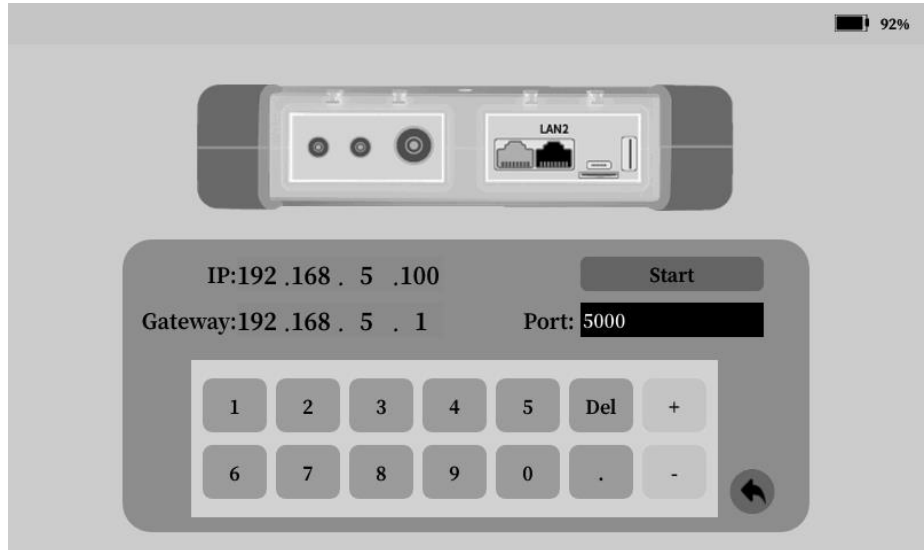 92%
LAN2
IP:192 .168 . 5 .100
Start
Gateway:192 .168 . 5 . 1
Port: 5000
1 2 3 4 5 Del +
6 7 8 9 0 . -